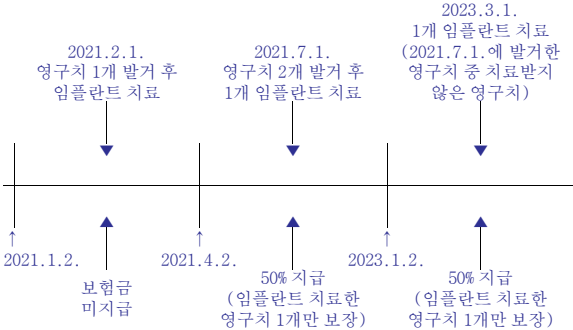 2021.2.1.
영구치 1개 발거 후
임플란트 치료
2021.7.1.
영구치 2개 발거 후
1개 임플란트 치료
2023.3.1.
1개 임플란트 치료
(2021.7.1.에 발거한
영구치 중 치료받지
않은 영구치)
↑
2021.1.2.
↑
2021.4.2.
↑
2023.1.2.
보험금
미지급
50% 지급
(임플란트 치료한
영구치 1개만 보장)
50% 지급
(임플란트 치료한
영구치 1개만 보장)